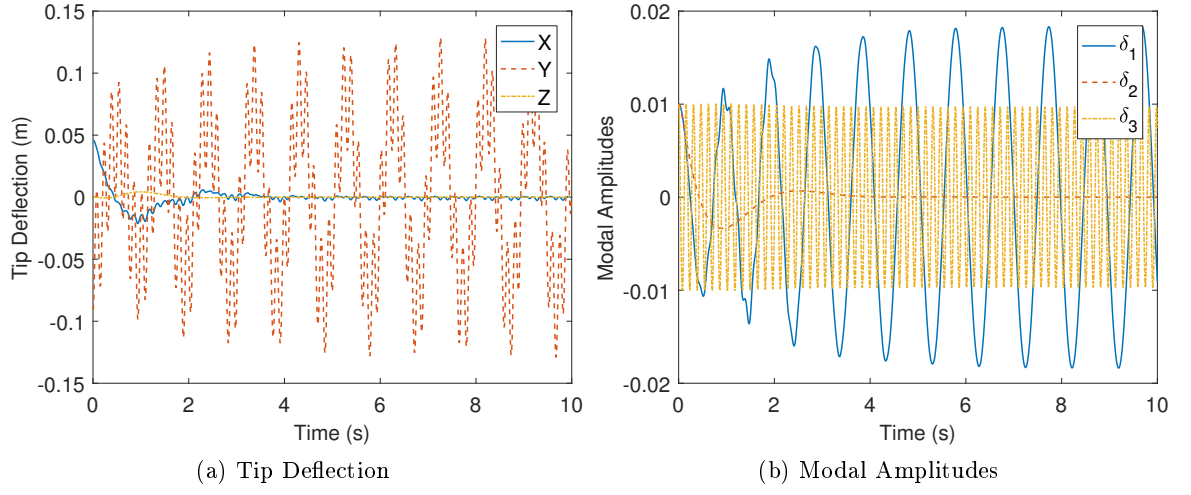 0.15
0.1
0.05
0
-0.05
-0.1
-0.15
Tip Deflection (m)
0 2 4 6 8 10
Time (s)
X
Y
Z
(a) Tip Deflection
0.02
0.01
0
-0.01
-0.02
Modal Amplitudes
0 2 4 6 8 10
Time (s)
δ1
δ2
δ3
(b) Modal Amplitudes